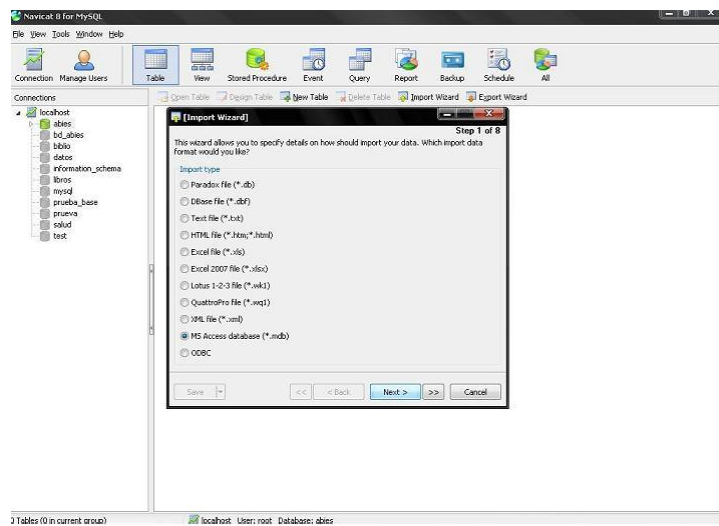 Navicat 8 for MySQL
File View Tools Window Help
Connection Manage Users Table View Stored Procedure Event Query Report Backup Schedule All
Connections
Open Table Design Table New Table Delete Table Import Wizard Export Wizard
localhost
abies
bd_abies
biblio
datos
information_schema
libros
mysql
prueba_base
prueva
salud
test
[Import Wizard]
Step 1 of 8
This wizard allows you to specify details on how should import your data. Which import data
format would you like?
Import type
Paradox file (*.db)
DBase file (*.dbf)
Text file (*.txt)
HTML file (*.htm;*.html)
Excel file (*.xls)
Excel 2007 file (*.xlsx)
Lotus 1-2-3 file (*.wk1)
QuattroPro file (*.wq1)
XML file (*.xml)
MS Access database (*.mdb)
ODBC
Save << < Back Next > >> Cancel
0 Tables (0 in current group) localhost User: root Database: abies